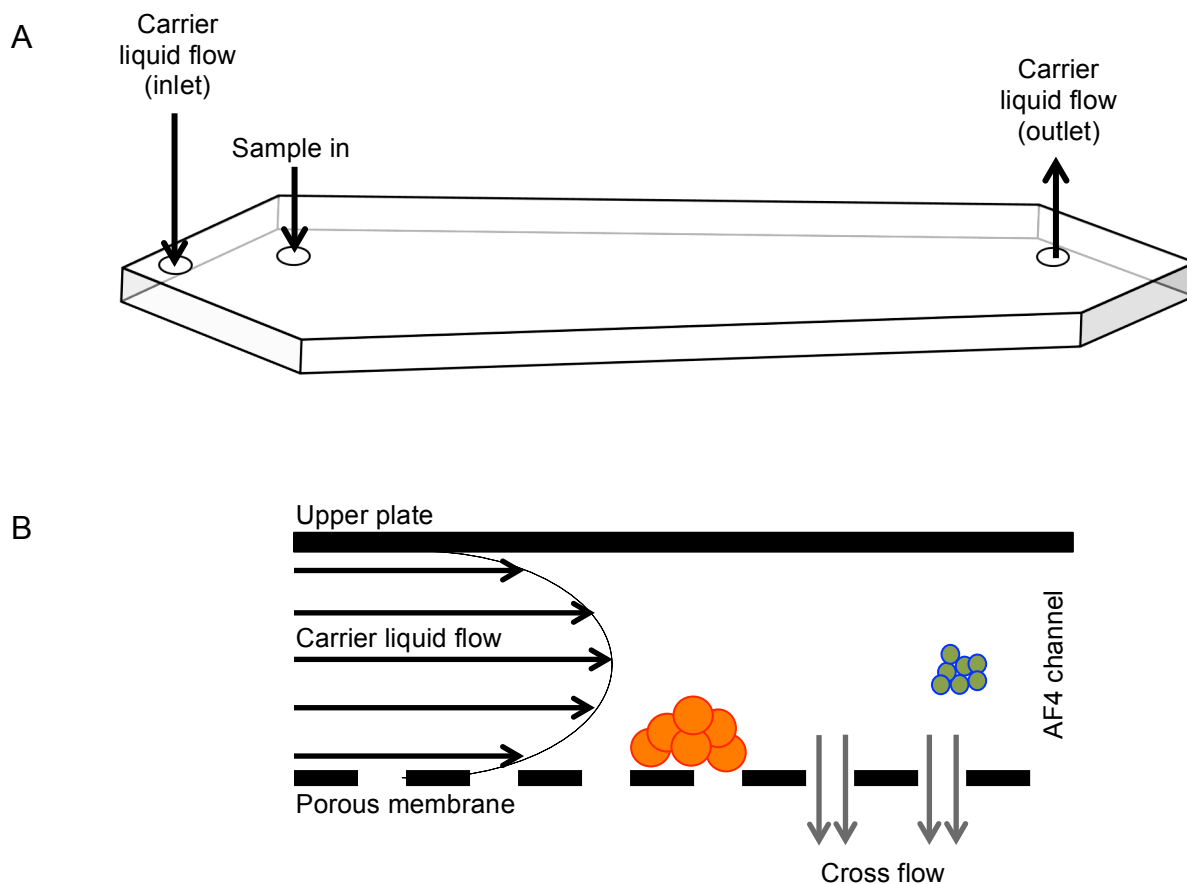 A
Carrier
liquid flow
(inlet)
Sample in
Carrier
liquid flow
(outlet)
B
Upper plate
Carrier liquid flow
AF4 channel
Porous membrane
Cross flow